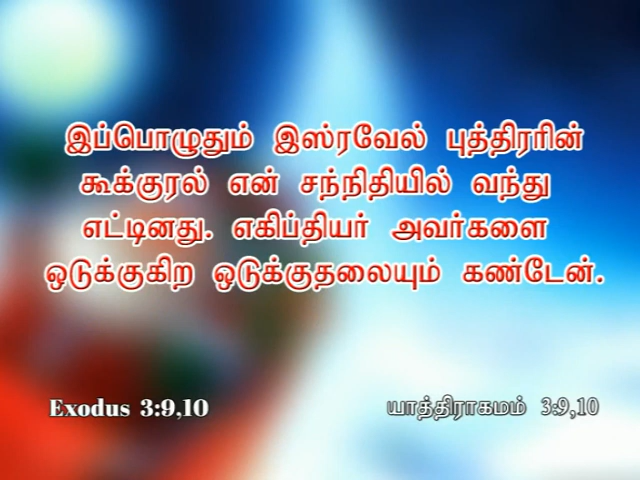 இப்பொழுதும் இஸ்ரவேல் புத்திரரின்
கூக்குரல் என் சந்நிதியில் வந்து
எட்டினது. எகிப்தியர் அவர்களை
ஒடுக்குகிற ஒடுக்குதலையும் கண்டேன்.
Exodus 3:9,10 யாத்திராகமம் 3:9,10